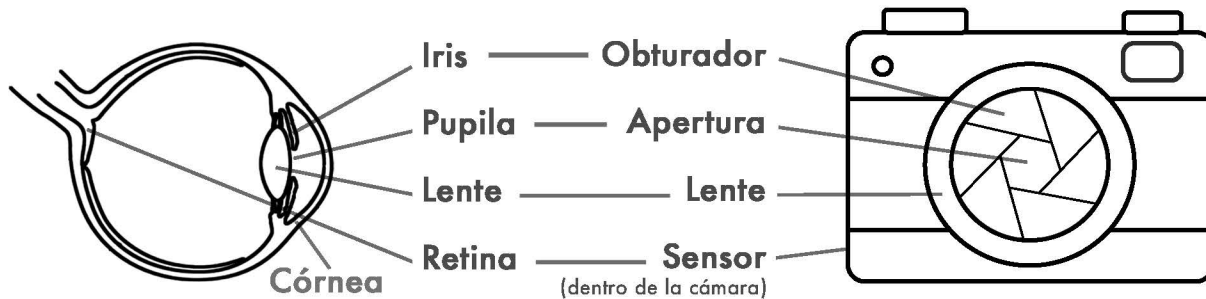 Iris Obturador
Pupila Apertura
Lente Lente
Retina Sensor
Córnea (dentro de la cámara)